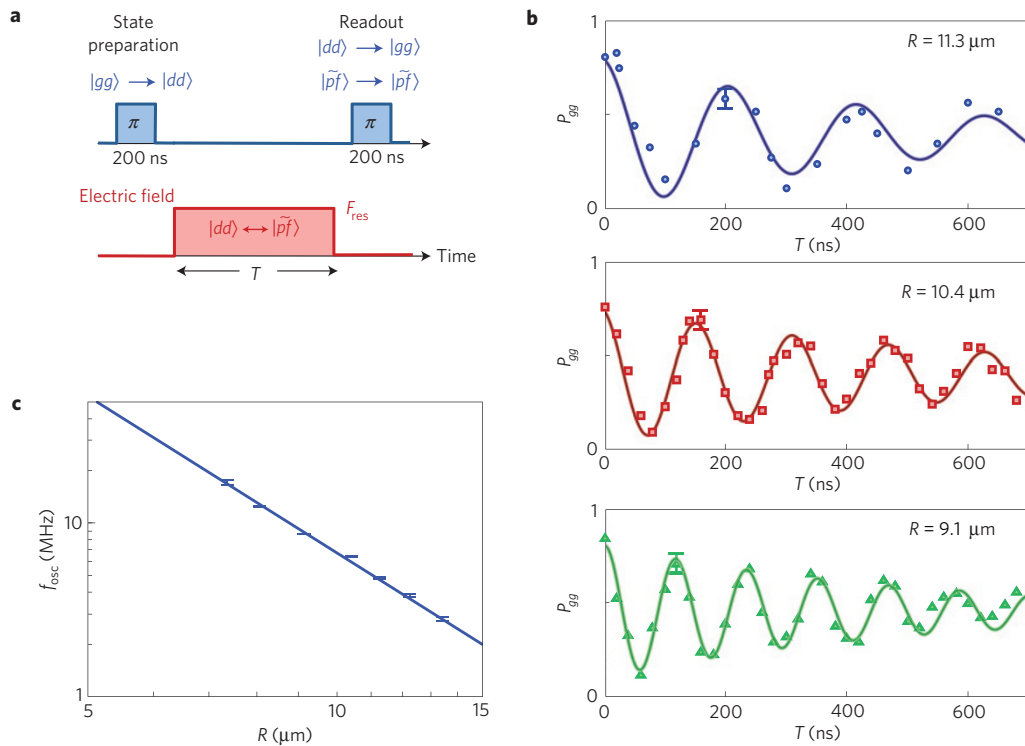 a
State preparation
|gg⟩ → |dd⟩
π
200 ns
Readout
|dd⟩ → |gg⟩
|p̃f⟩ → |p̃f⟩
π
200 ns
Electric field
F_res
|dd⟩ ↔ |p̃f⟩
Time
T
b
R = 11.3 μm
P_gg
1
0
0 200 400 600
T (ns)
R = 10.4 μm
P_gg
1
0
0 200 400 600
T (ns)
R = 9.1 μm
P_gg
1
0
0 200 400 600
T (ns)
c
f_osc (MHz)
10
1
5 10 15
R (μm)